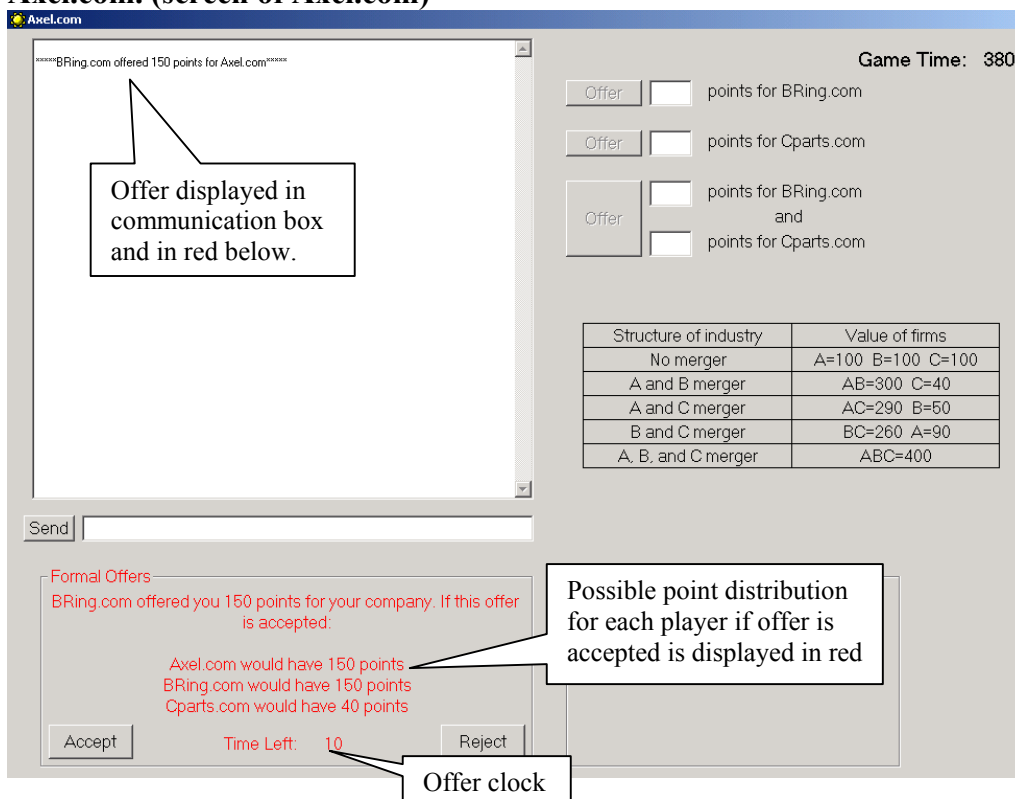 Axel.com. (screen of Axel.com)
Axel.com
*****BRing.com offered 150 points for Axel.com*****
Offer displayed in
communication box
and in red below.
Game Time: 380
Offer points for BRing.com
Offer points for Cparts.com
points for BRing.com
Offer and
points for Cparts.com
Structure of industry Value of firms
No merger A=100 B=100 C=100
A and B merger AB=300 C=40
A and C merger AC=290 B=50
B and C merger BC=260 A=90
A, B, and C merger ABC=400
Send
Formal Offers
BRing.com offered you 150 points for your company. If this offer
is accepted:
Axel.com would have 150 points
BRing.com would have 150 points
Cparts.com would have 40 points
Accept Time Left: 10 Reject
Possible point distribution
for each player if offer is
accepted is displayed in red
Offer clock